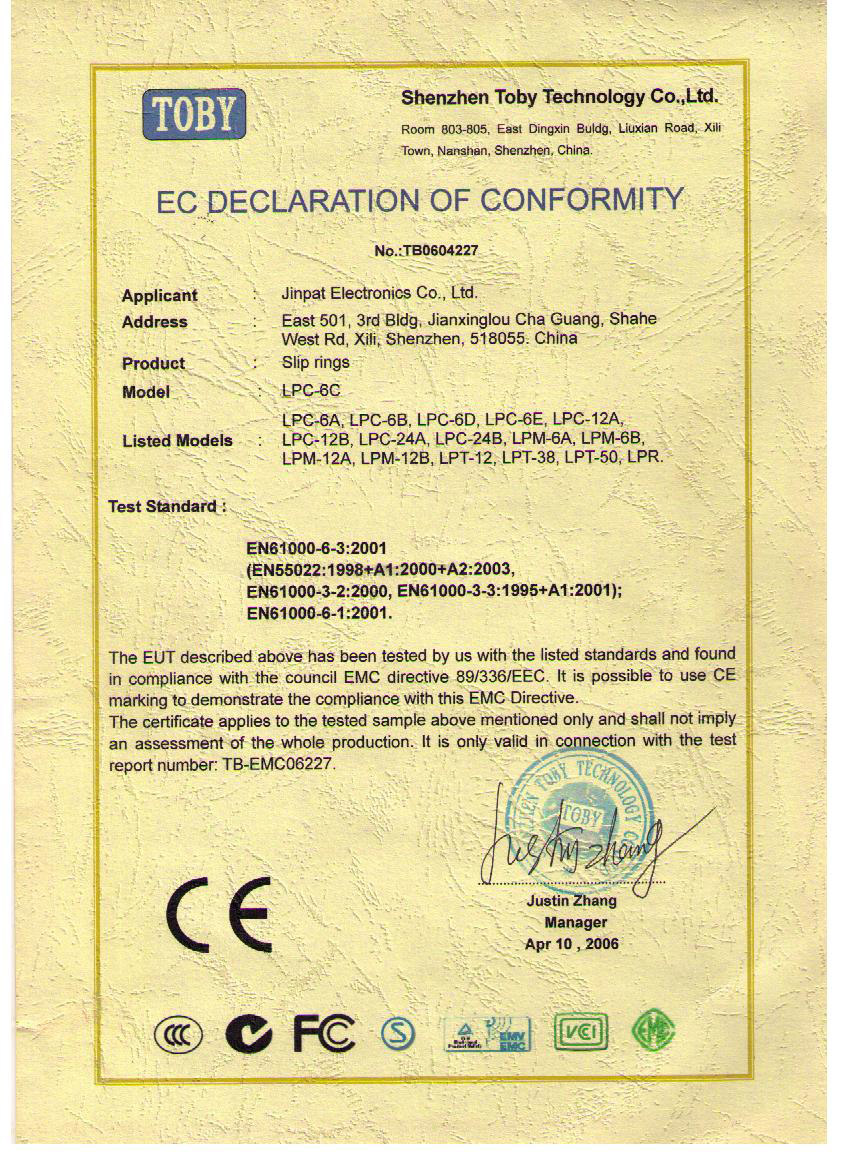 TOBY
Shenzhen Toby Technology Co.,Ltd.
Room 803-805, East Dingxin Buldg, Liuxian Road, Xili
Town, Nanshan, Shenzhen, China.
EC DECLARATION OF CONFORMITY
No.:TB0604227
Applicant : Jinpat Electronics Co., Ltd.
Address : East 501, 3rd Bldg, Jianxinglou Cha Guang, Shahe
West Rd, Xili, Shenzhen, 518055. China
Product : Slip rings
Model : LPC-6C
LPC-6A, LPC-6B, LPC-6D, LPC-6E, LPC-12A,
Listed Models : LPC-12B, LPC-24A, LPC-24B, LPM-6A, LPM-6B,
LPM-12A, LPM-12B, LPT-12, LPT-38, LPT-50, LPR.
Test Standard :
EN61000-6-3:2001
(EN55022:1998+A1:2000+A2:2003,
EN61000-3-2:2000, EN61000-3-3:1995+A1:2001);
EN61000-6-1:2001.
The EUT described above has been tested by us with the listed standards and found
in compliance with the council EMC directive 89/336/EEC. It is possible to use CE
marking to demonstrate the compliance with this EMC Directive.
The certificate applies to the tested sample above mentioned only and shall not imply
an assessment of the whole production. It is only valid in connection with the test
report number: TB-EMC06227.
TOBY TECHNOLOGY
TOBY
Justin Zhang
Justin Zhang
Manager
Apr 10 , 2006
CE
CCC
FC
S
EMV
EMC
VCI
EMC